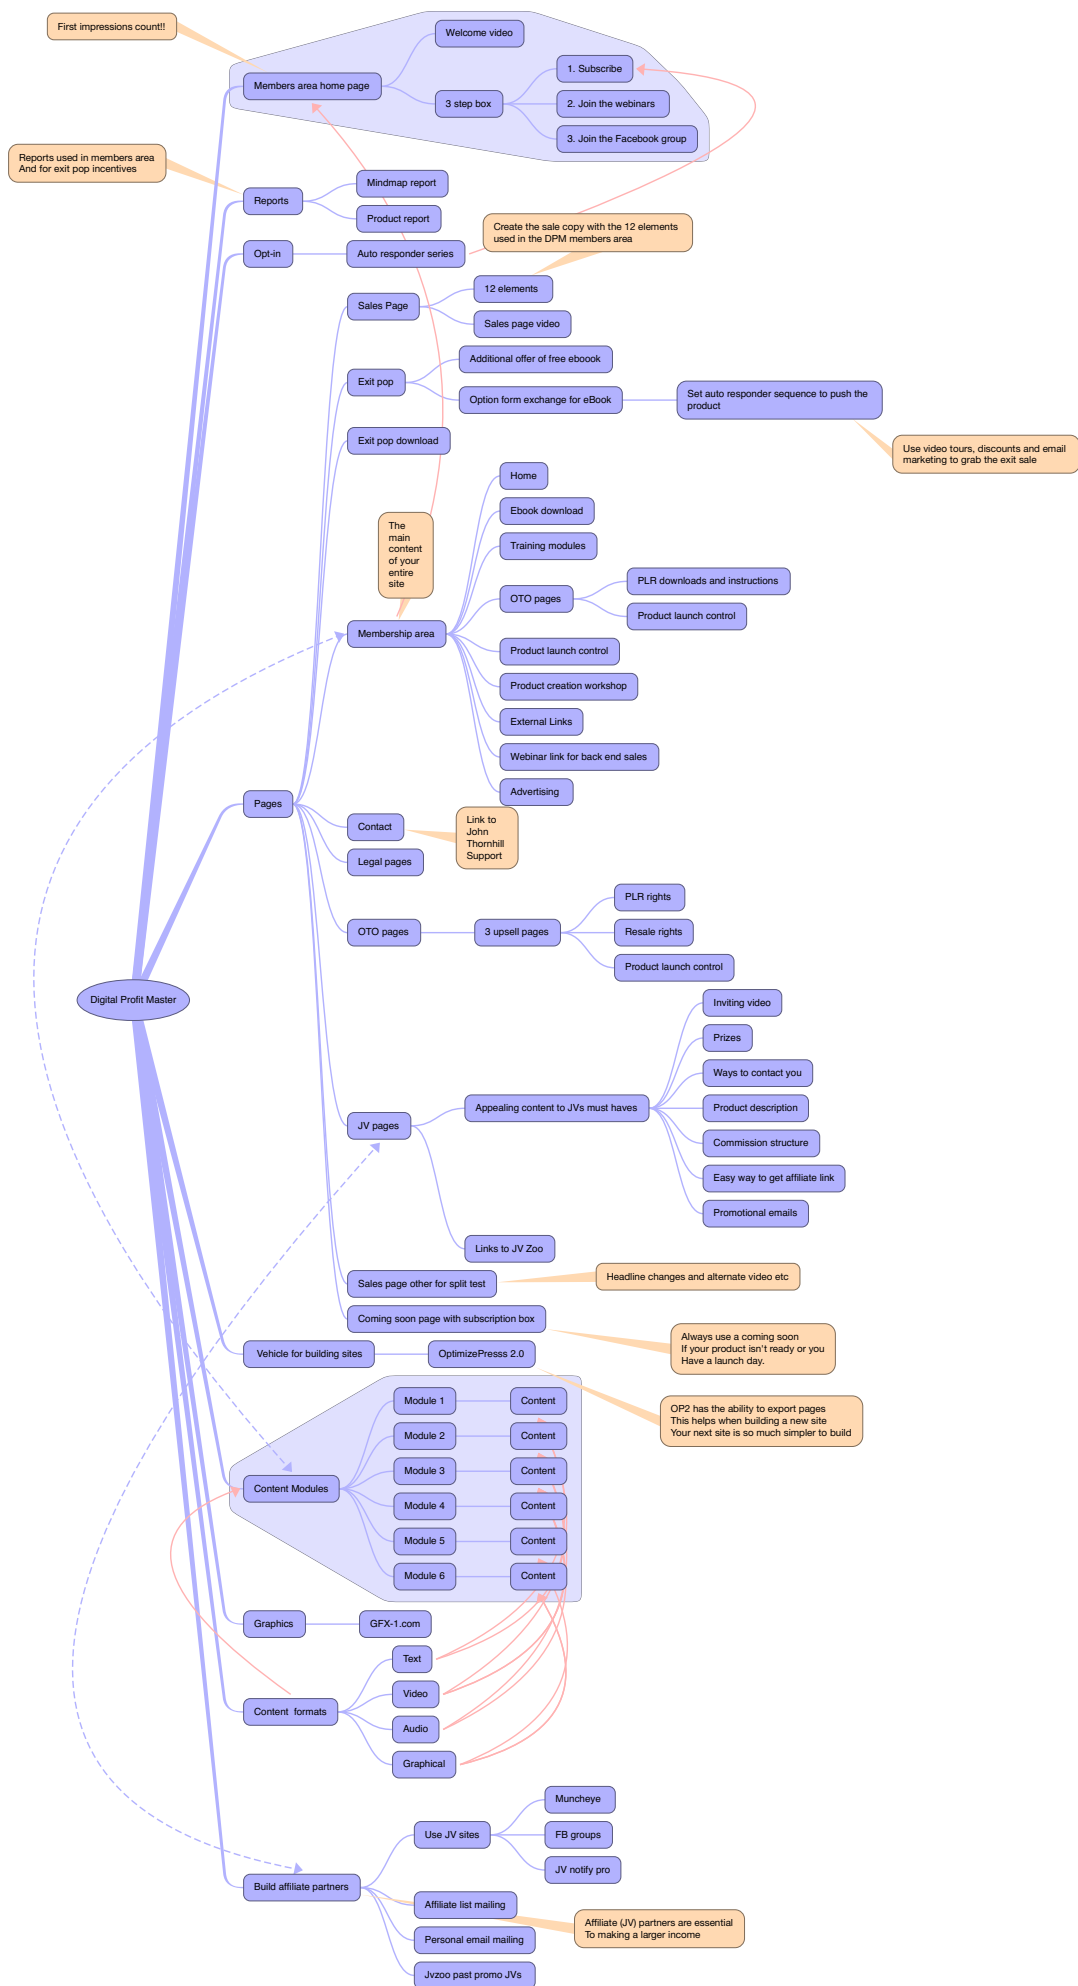 First impressions count!!
Welcome video
1. Subscribe
Members area home page
3 step box
2. Join the webinars
3. Join the Facebook group
Reports used in members area
And for exit pop incentives
Mindmap report
Reports
Product report
Create the sale copy with the 12 elements
used in the DPM members area
Opt-in
Auto responder series
12 elements
Sales Page
Sales page video
Additional offer of free eboook
Exit pop
Option form exchange for eBook
Set auto responder sequence to push the
product
Exit pop download
Use video tours, discounts and email
marketing to grab the exit sale
Home
Ebook download
The
main
content
of your
entire
site
Training modules
OTO pages
PLR downloads and instructions
Product launch control
Membership area
Product launch control
Product creation workshop
External Links
Webinar link for back end sales
Advertising
Pages
Contact
Link to
John
Thornhill
Support
Legal pages
PLR rights
OTO pages
3 upsell pages
Resale rights
Product launch control
Digital Profit Master
Inviting video
Prizes
Ways to contact you
JV pages
Appealing content to JVs must haves
Product description
Commission structure
Easy way to get affiliate link
Promotional emails
Links to JV Zoo
Sales page other for split test
Headline changes and alternate video etc
Coming soon page with subscription box
Always use a coming soon
If your product isn't ready or you
Have a launch day.
Vehicle for building sites
OptimizePresss 2.0
OP2 has the ability to export pages
This helps when building a new site
Your next site is so much simpler to build
Module 1
Content
Module 2
Content
Module 3
Content
Content Modules
Module 4
Content
Module 5
Content
Module 6
Content
Graphics
GFX-1.com
Text
Video
Content  formats
Audio
Graphical
Muncheye
Use JV sites
FB groups
JV notify pro
Build affiliate partners
Affiliate list mailing
Affiliate (JV) partners are essential
To making a larger income
Personal email mailing
Jvzoo past promo JVs